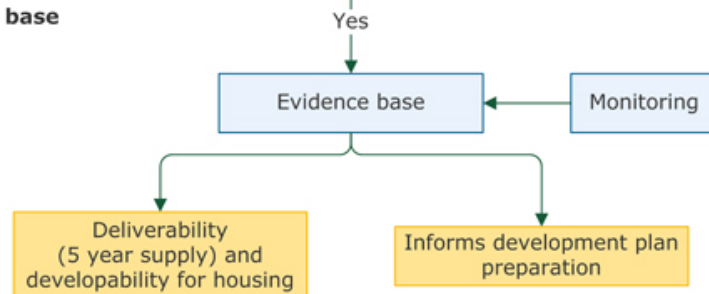 base
Yes
Evidence base
Monitoring
Deliverability
(5 year supply) and
developability for housing
Informs development plan
preparation